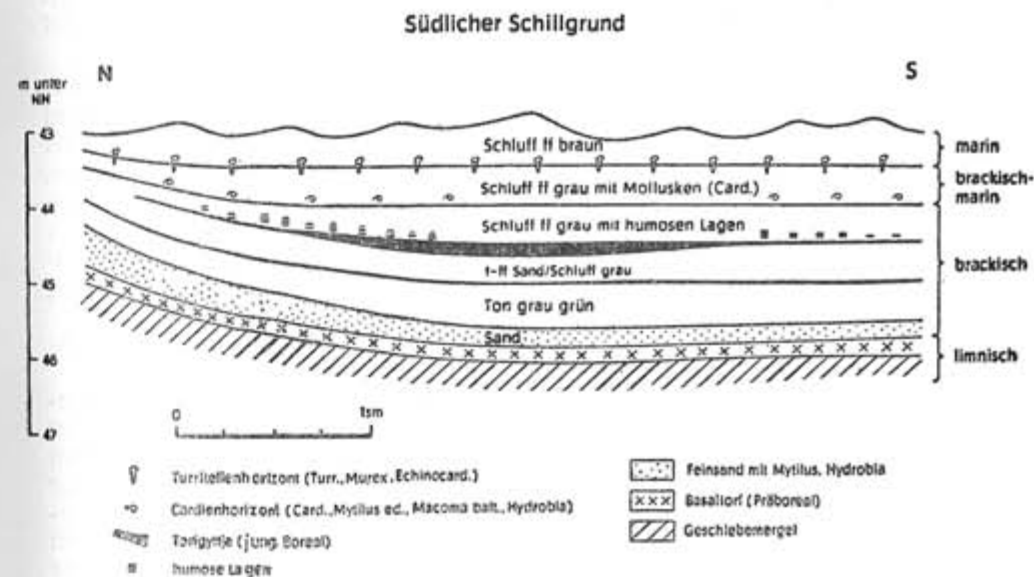 Südlicher Schillgrund
N
S
m unter
NN
43
44
45
46
47
Schluff ff braun
Schluff ff grau mit Mollusken (Card.)
Schluff ff grau mit humosen Lagen
f-ff Sand/Schluff grau
Ton grau grün
Sand
marin
brackisch-
marin
brackisch
limnisch
0
1sm
Turritellenhorizont (Turr., Murex, Echinocard.)
Cardienhorizont (Card., Mytilus ed., Macoma balt., Hydrobia)
Torfgyttje (jung. Boreal)
humose Lagen
Feinsand mit Mytilus, Hydrobia
Basaltorf (Präboreal)
Geschiebemergel